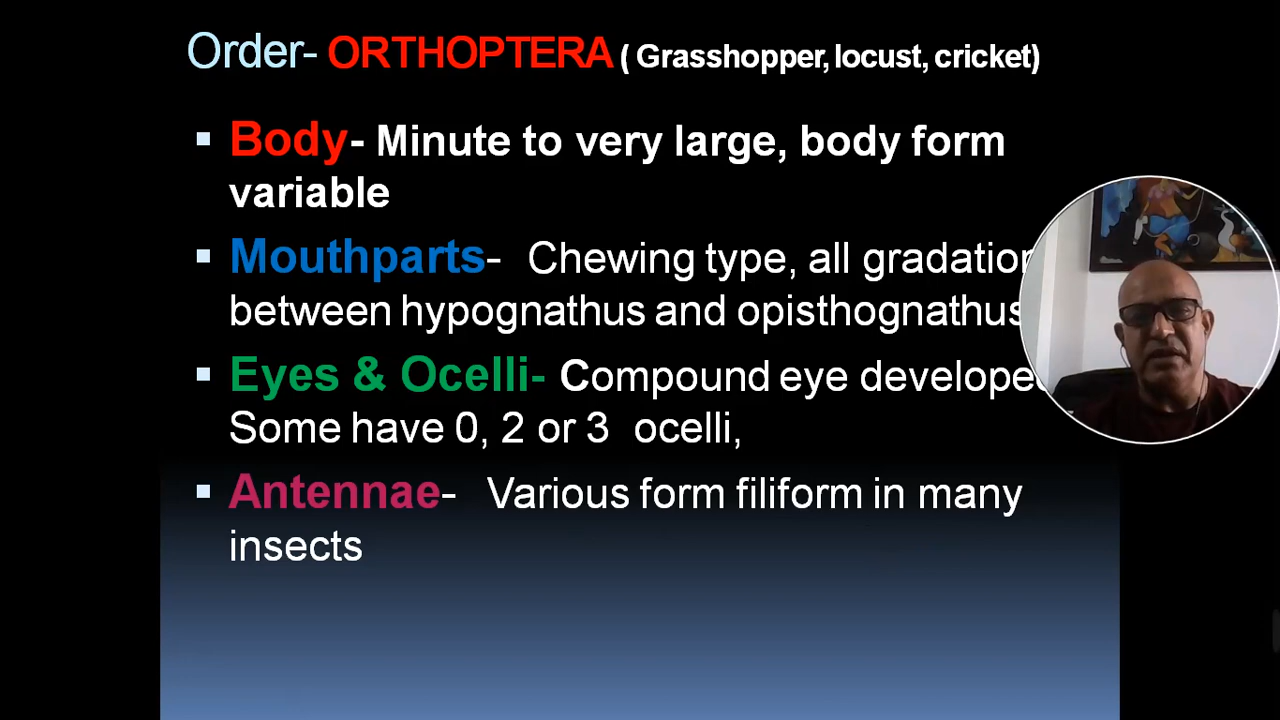 Order- ORTHOPTERA ( Grasshopper, locust, cricket)
Body- Minute to very large, body form
variable
Mouthparts- Chewing type, all gradation
between hypognathus and opisthognathus
Eyes & Ocelli- Compound eye developed
Some have 0, 2 or 3 ocelli,
Antennae- Various form filiform in many
insects